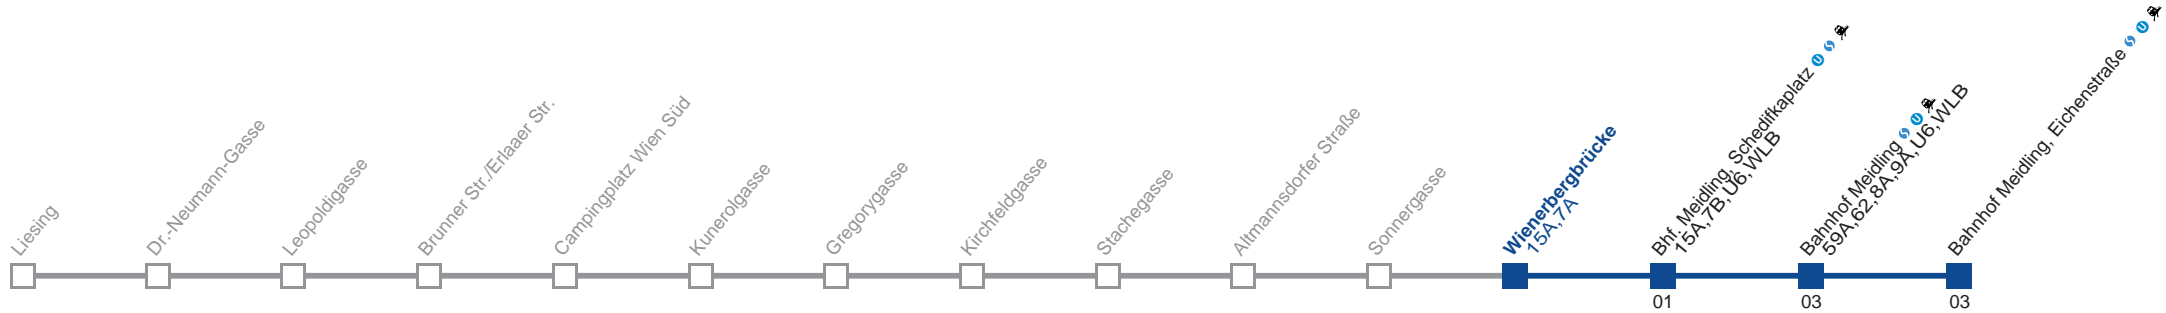 Liesing
Dr.-Neumann-Gasse
Leopoldigasse
Brunner Str./Erlaaer Str.
Campingplatz Wien Süd
Kunerolgasse
Gregorygasse
Kirchfeldgasse
Stachegasse
Altmannsdorfer Straße
Sonnergasse
Wienerbergbrücke
15A,7A
Bhf. Meidling, Schedifkaplatz U S
15A,7B,U6,WLB
Bahnhof Meidling S U
59A,62,8A,9A,U6,WLB
Bahnhof Meidling, Eichenstraße S U
01
03
03